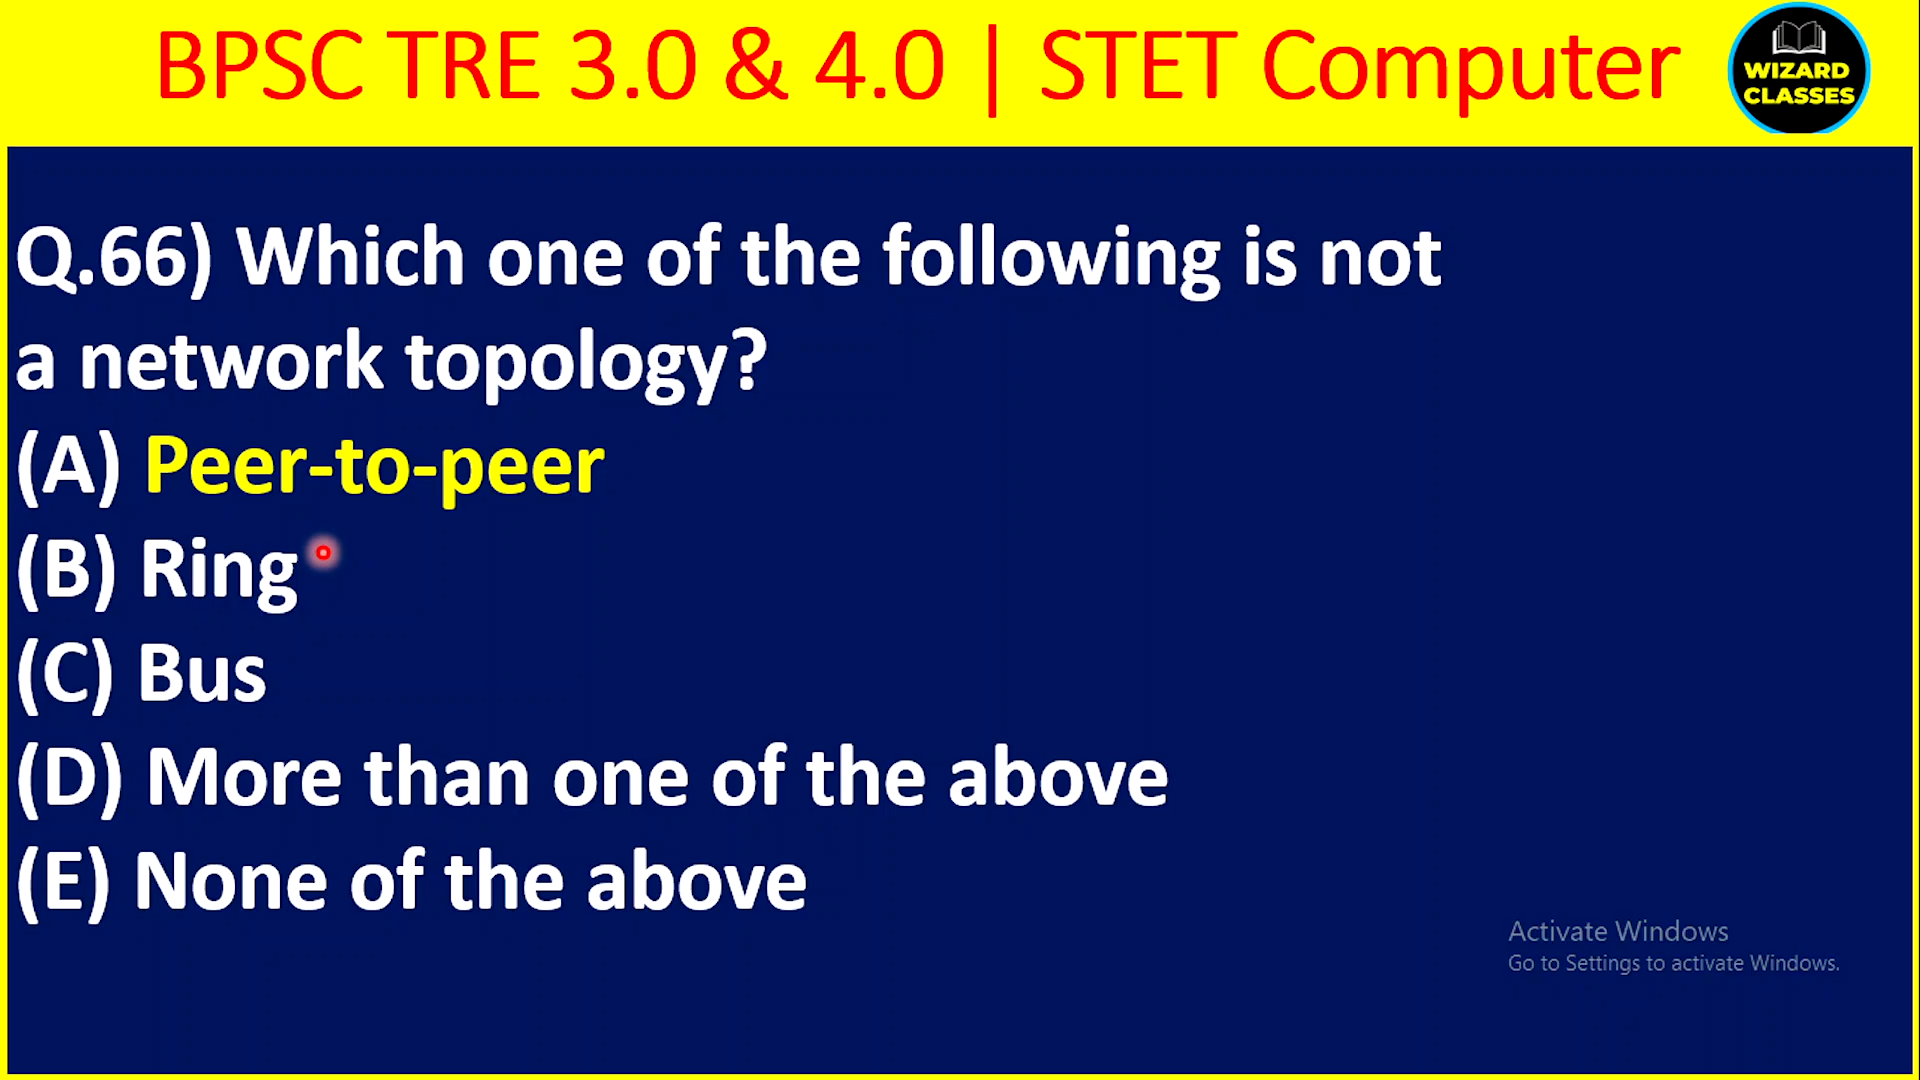 BPSC TRE 3.0 & 4.0 | STET Computer
WIZARD
CLASSES
Q.66) Which one of the following is not
a network topology?
(A) Peer-to-peer
(B) Ring
(C) Bus
(D) More than one of the above
(E) None of the above
Activate Windows
Go to Settings to activate Windows.